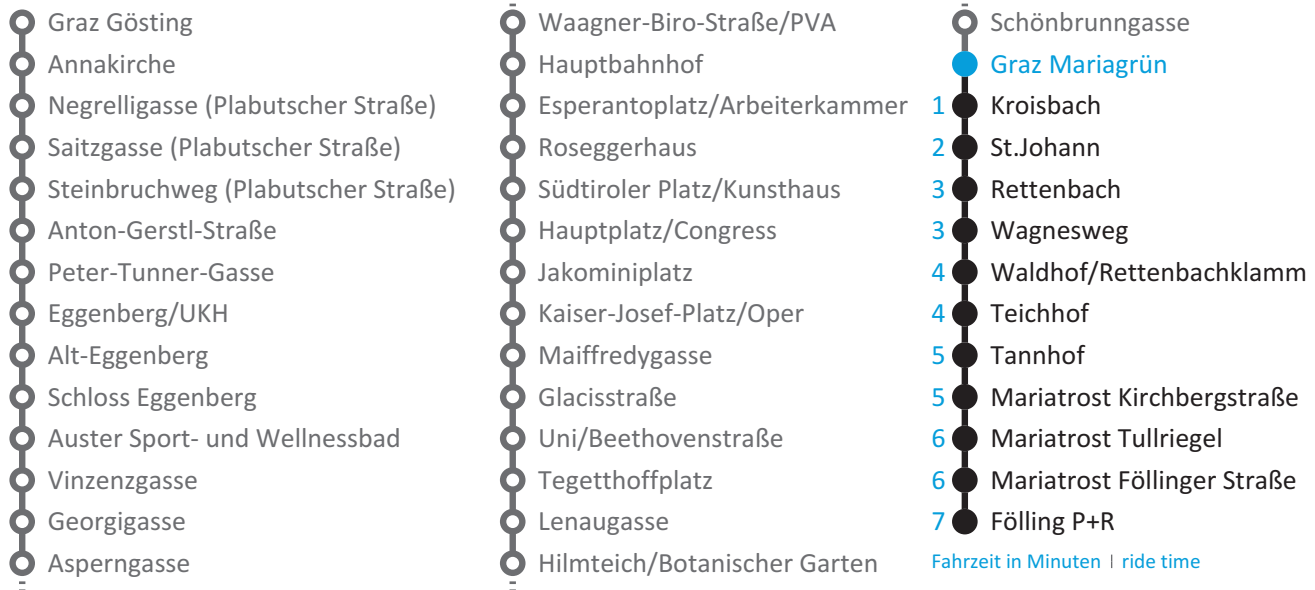 Graz Gösting
Annakirche
Negrelligasse (Plabutscher Straße)
Saitzgasse (Plabutscher Straße)
Steinbruchweg (Plabutscher Straße)
Anton-Gerstl-Straße
Peter-Tunner-Gasse
Eggenberg/UKH
Alt-Eggenberg
Schloss Eggenberg
Auster Sport- und Wellnessbad
Vinzenzgasse
Georgigasse
Asperngasse
Waagner-Biro-Straße/PVA
Hauptbahnhof
Esperantoplatz/Arbeiterkammer
Roseggerhaus
Südtiroler Platz/Kunsthaus
Hauptplatz/Congress
Jakominiplatz
Kaiser-Josef-Platz/Oper
Maiffredygasse
Glacisstraße
Uni/Beethovenstraße
Tegetthoffplatz
Lenaugasse
Hilmteich/Botanischer Garten
Schönbrunngasse
Graz Mariagrün
1 Kroisbach
2 St.Johann
3 Rettenbach
3 Wagnesweg
4 Waldhof/Rettenbachklamm
4 Teichhof
5 Tannhof
5 Mariatrost Kirchbergstraße
6 Mariatrost Tullriegel
6 Mariatrost Föllinger Straße
7 Fölling P+R
Fahrzeit in Minuten | ride time